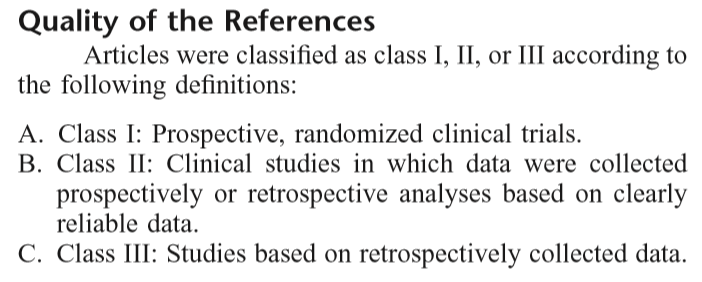 Quality of the References
Articles were classified as class I, II, or III according to
the following definitions:
A. Class I: Prospective, randomized clinical trials.
B. Class II: Clinical studies in which data were collected
prospectively or retrospective analyses based on clearly
reliable data.
C. Class III: Studies based on retrospectively collected data.